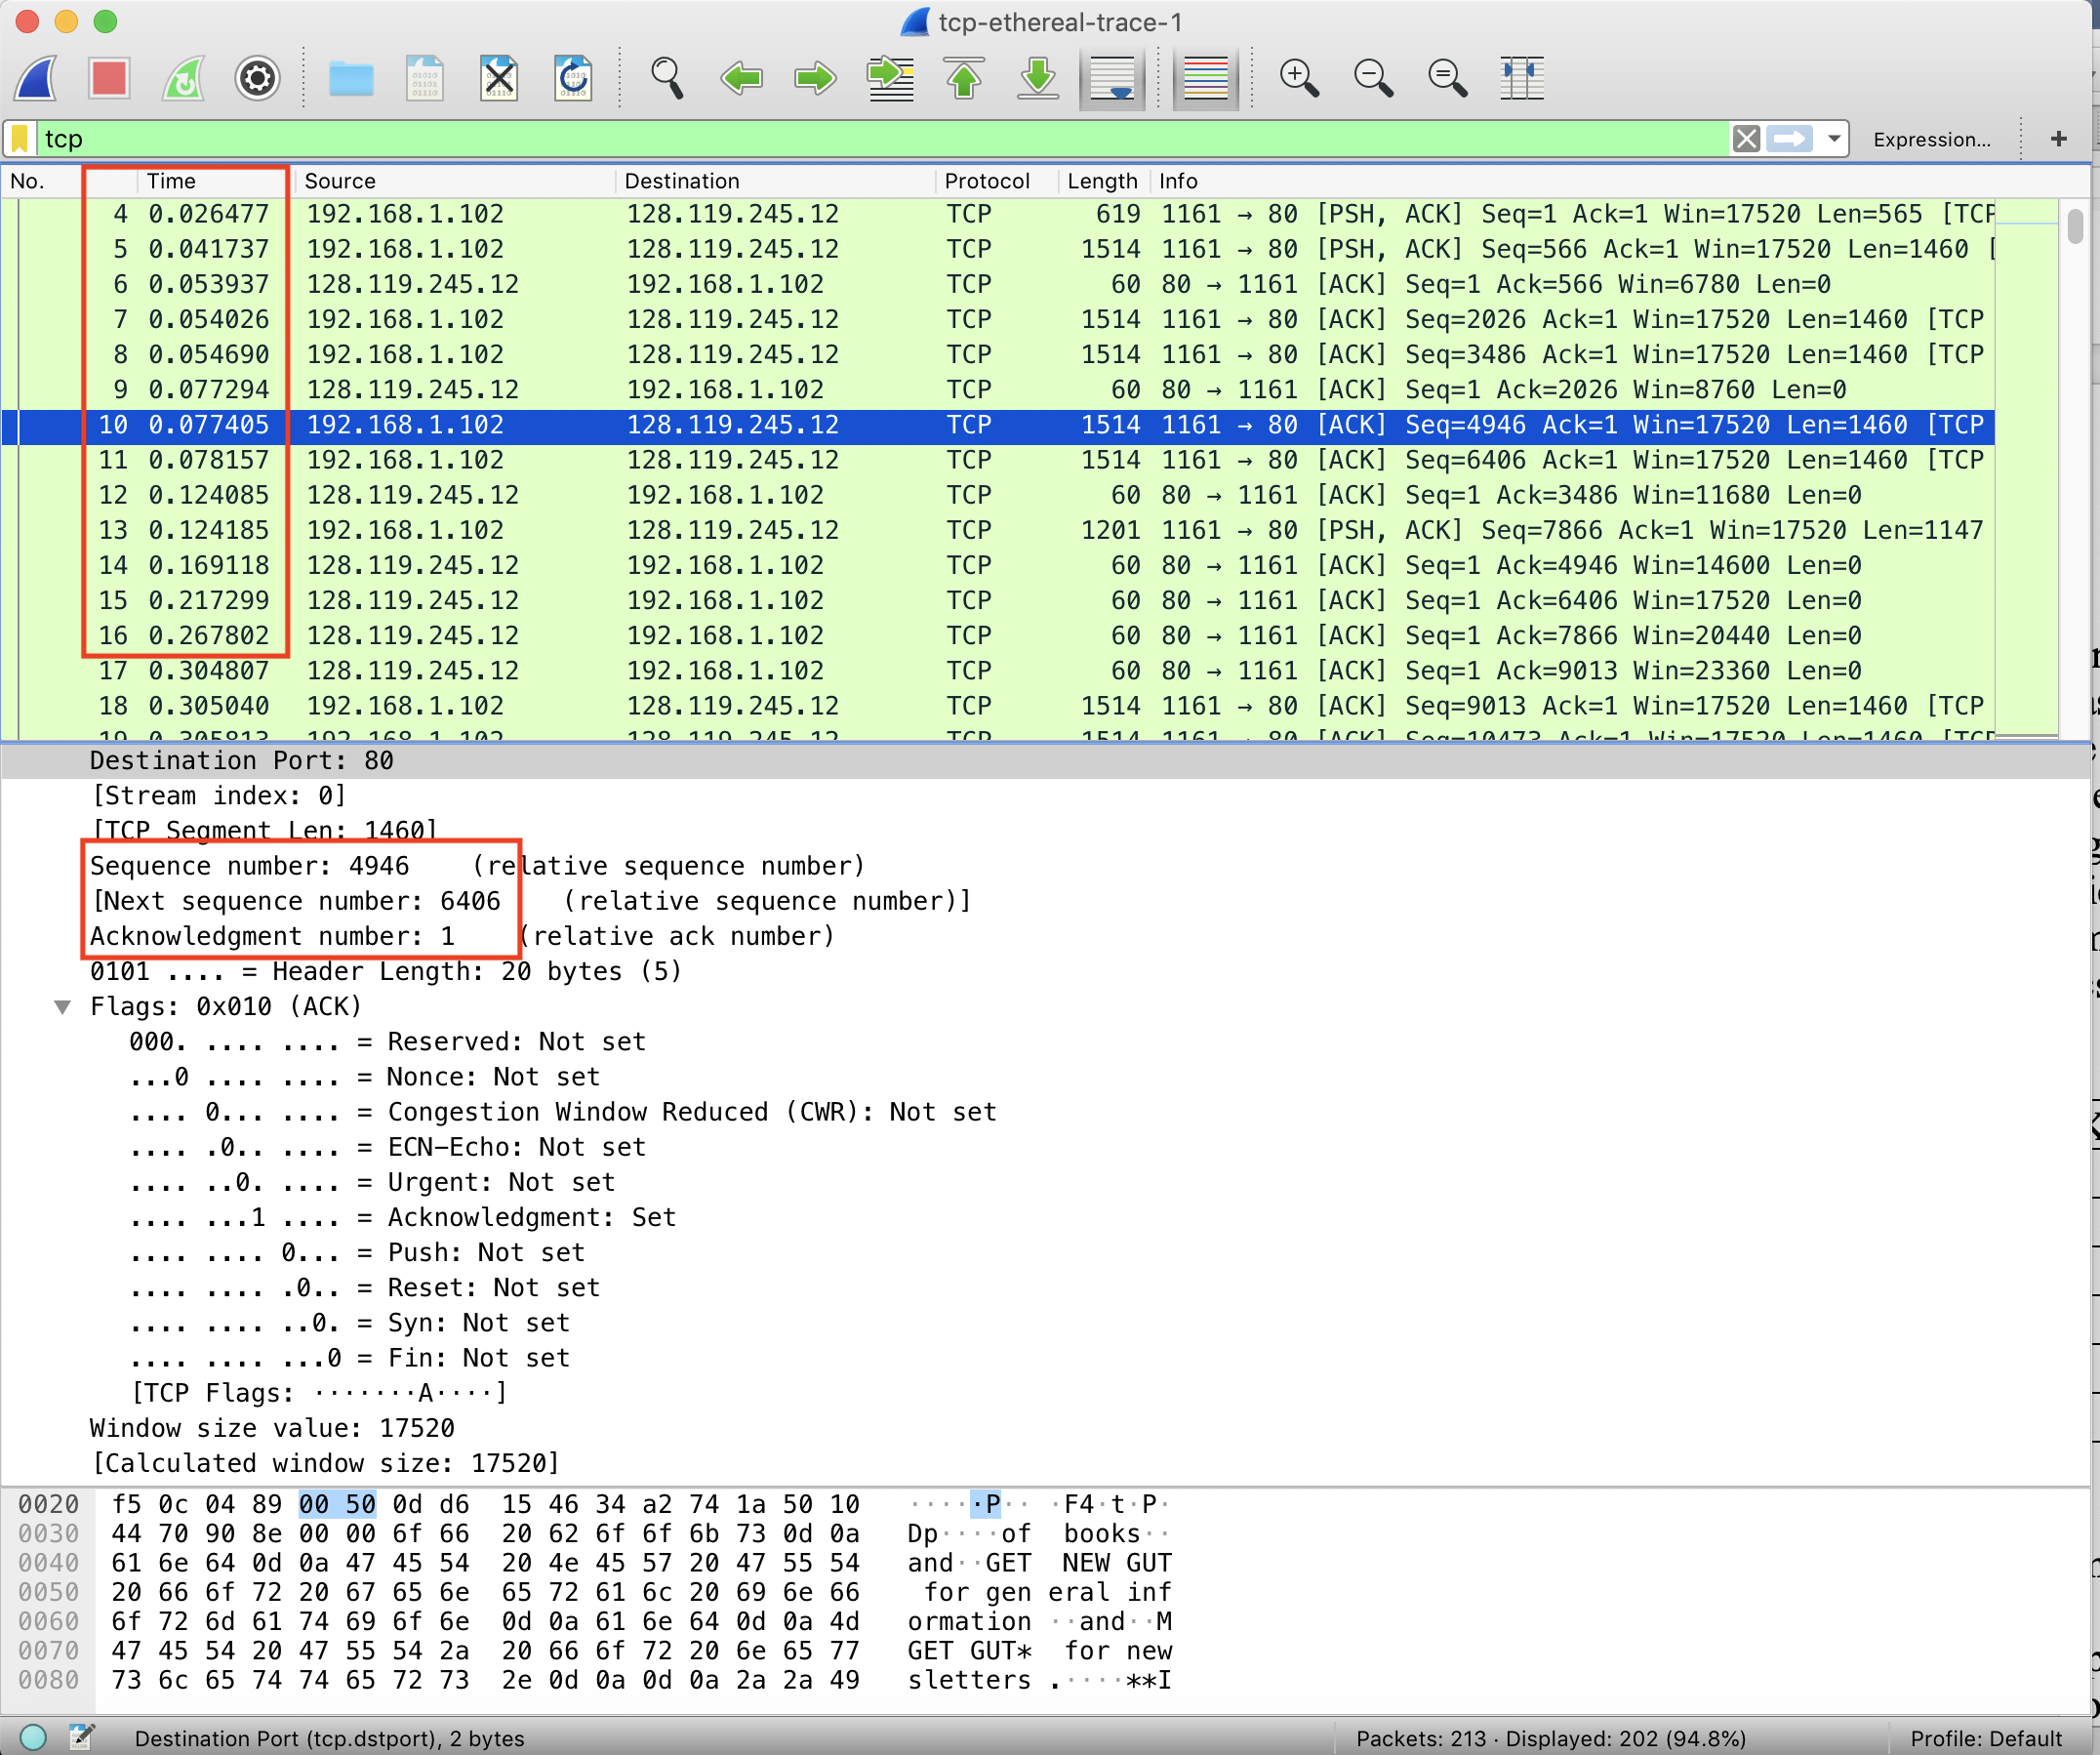 tcp-ethereal-trace-1
tcp
Expression...
+
No. Time Source Destination Protocol Length Info
4 0.026477 192.168.1.102 128.119.245.12 TCP 619 1161 → 80 [PSH, ACK] Seq=1 Ack=1 Win=17520 Len=565 [TCP
5 0.041737 192.168.1.102 128.119.245.12 TCP 1514 1161 → 80 [PSH, ACK] Seq=566 Ack=1 Win=17520 Len=1460 [
6 0.053937 128.119.245.12 192.168.1.102 TCP 60 80 → 1161 [ACK] Seq=1 Ack=566 Win=6780 Len=0
7 0.054026 192.168.1.102 128.119.245.12 TCP 1514 1161 → 80 [ACK] Seq=2026 Ack=1 Win=17520 Len=1460 [TCP
8 0.054690 192.168.1.102 128.119.245.12 TCP 1514 1161 → 80 [ACK] Seq=3486 Ack=1 Win=17520 Len=1460 [TCP
9 0.077294 128.119.245.12 192.168.1.102 TCP 60 80 → 1161 [ACK] Seq=1 Ack=2026 Win=8760 Len=0
10 0.077405 192.168.1.102 128.119.245.12 TCP 1514 1161 → 80 [ACK] Seq=4946 Ack=1 Win=17520 Len=1460 [TCP
11 0.078157 192.168.1.102 128.119.245.12 TCP 1514 1161 → 80 [ACK] Seq=6406 Ack=1 Win=17520 Len=1460 [TCP
12 0.124085 128.119.245.12 192.168.1.102 TCP 60 80 → 1161 [ACK] Seq=1 Ack=3486 Win=11680 Len=0
13 0.124185 192.168.1.102 128.119.245.12 TCP 1201 1161 → 80 [PSH, ACK] Seq=7866 Ack=1 Win=17520 Len=1147
14 0.169118 128.119.245.12 192.168.1.102 TCP 60 80 → 1161 [ACK] Seq=1 Ack=4946 Win=14600 Len=0
15 0.217299 128.119.245.12 192.168.1.102 TCP 60 80 → 1161 [ACK] Seq=1 Ack=6406 Win=17520 Len=0
16 0.267802 128.119.245.12 192.168.1.102 TCP 60 80 → 1161 [ACK] Seq=1 Ack=7866 Win=20440 Len=0
17 0.304807 128.119.245.12 192.168.1.102 TCP 60 80 → 1161 [ACK] Seq=1 Ack=9013 Win=23360 Len=0
18 0.305040 192.168.1.102 128.119.245.12 TCP 1514 1161 → 80 [ACK] Seq=9013 Ack=1 Win=17520 Len=1460 [TCP
19 0.305813 192.168.1.102 128.119.245.12 TCP 1514 1161 → 80 [ACK] Seq=10473 Ack=1 Win=17520 Len=1460 [TCP
Destination Port: 80
[Stream index: 0]
[TCP Segment Len: 1460]
Sequence number: 4946 (relative sequence number)
[Next sequence number: 6406 (relative sequence number)]
Acknowledgment number: 1 (relative ack number)
0101 .... = Header Length: 20 bytes (5)
Flags: 0x010 (ACK)
000. .... .... = Reserved: Not set
...0 .... .... = Nonce: Not set
.... 0... .... = Congestion Window Reduced (CWR): Not set
.... .0.. .... = ECN-Echo: Not set
.... ..0. .... = Urgent: Not set
.... ...1 .... = Acknowledgment: Set
.... .... 0... = Push: Not set
.... .... .0.. = Reset: Not set
.... .... ..0. = Syn: Not set
.... .... ...0 = Fin: Not set
[TCP Flags: ·······A····]
Window size value: 17520
[Calculated window size: 17520]
0020 f5 0c 04 89 00 50 0d d6 15 46 34 a2 74 1a 50 10 ·····P·· ·F4·t·P·
0030 44 70 90 8e 00 00 6f 66 20 62 6f 6f 6b 73 0d 0a Dp····of books··
0040 61 6e 64 0d 0a 47 45 54 20 4e 45 57 20 47 55 54 and··GET NEW GUT
0050 20 66 6f 72 20 67 65 6e 65 72 61 6c 20 69 6e 66 for gen eral inf
0060 6f 72 6d 61 74 69 6f 6e 0d 0a 61 6e 64 0d 0a 4d ormation ··and··M
0070 47 45 54 20 47 55 54 2a 20 66 6f 72 20 6e 65 77 GET GUT* for new
0080 73 6c 65 74 74 65 72 73 2e 0d 0a 0d 0a 2a 2a 49 sletters .····**I
Destination Port (tcp.dstport), 2 bytes
Packets: 213 · Displayed: 202 (94.8%)
Profile: Default